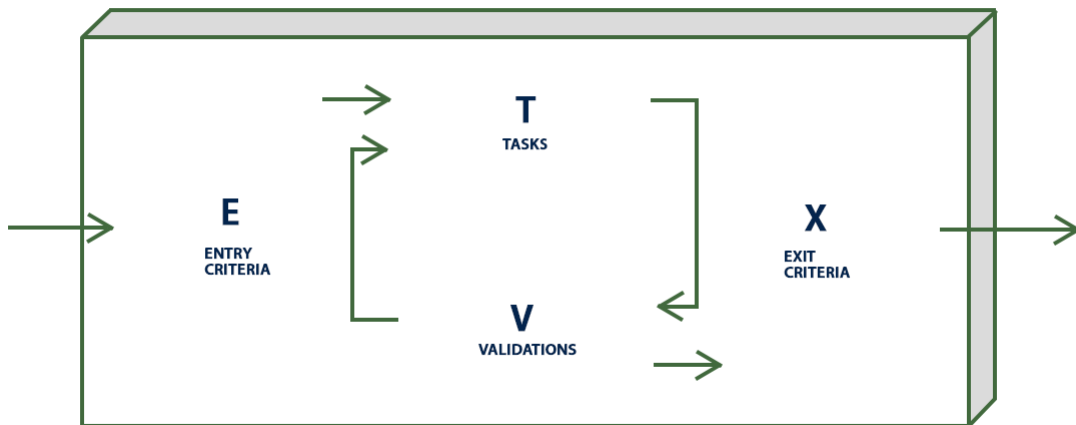 T
TASKS
E
ENTRY
CRITERIA
X
EXIT
CRITERIA
V
VALIDATIONS